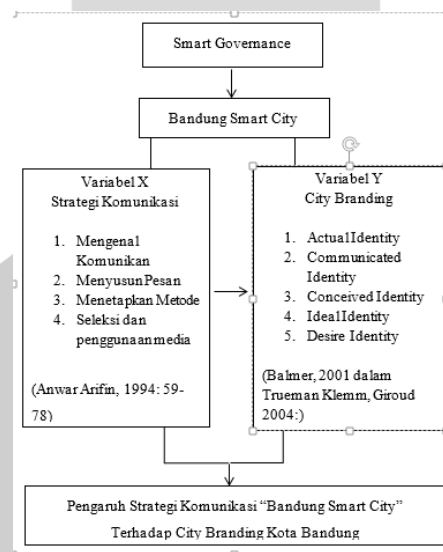 Smart Governance
Bandung Smart City
Variabel X
Strategi Komunikasi
1. Mengenal
Komunikan
2. Menyusun Pesan
3. Menetapkan Metode
4. Seleksi dan
penggunaan media
(Anwar Arifin, 1994: 59-
78)
Variabel Y
City Branding
1. Actual Identity
2. Communicated
Identity
3. Conceived Identity
4. Ideal Identity
5. Desire Identity
(Balmer, 2001 dalam
Trueman Klemm, Giroud
2004:)
Pengaruh Strategi Komunikasi “Bandung Smart City”
Terhadap City Branding Kota Bandung